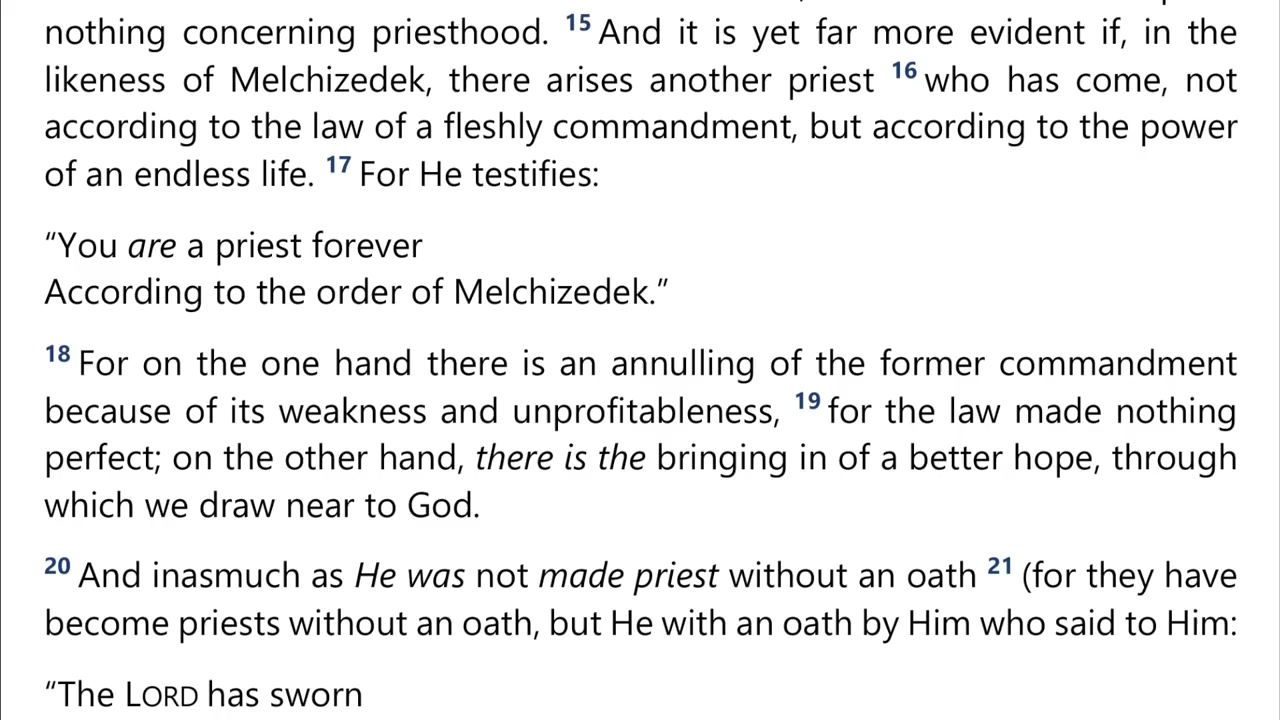 nothing concerning priesthood. 15 And it is yet far more evident if, in the
likeness of Melchizedek, there arises another priest 16 who has come, not
according to the law of a fleshly commandment, but according to the power
of an endless life. 17 For He testifies:
“You are a priest forever
According to the order of Melchizedek.”
18 For on the one hand there is an annulling of the former commandment
because of its weakness and unprofitableness, 19 for the law made nothing
perfect; on the other hand, there is the bringing in of a better hope, through
which we draw near to God.
20 And inasmuch as He was not made priest without an oath 21 (for they have
become priests without an oath, but He with an oath by Him who said to Him:
“The LORD has sworn